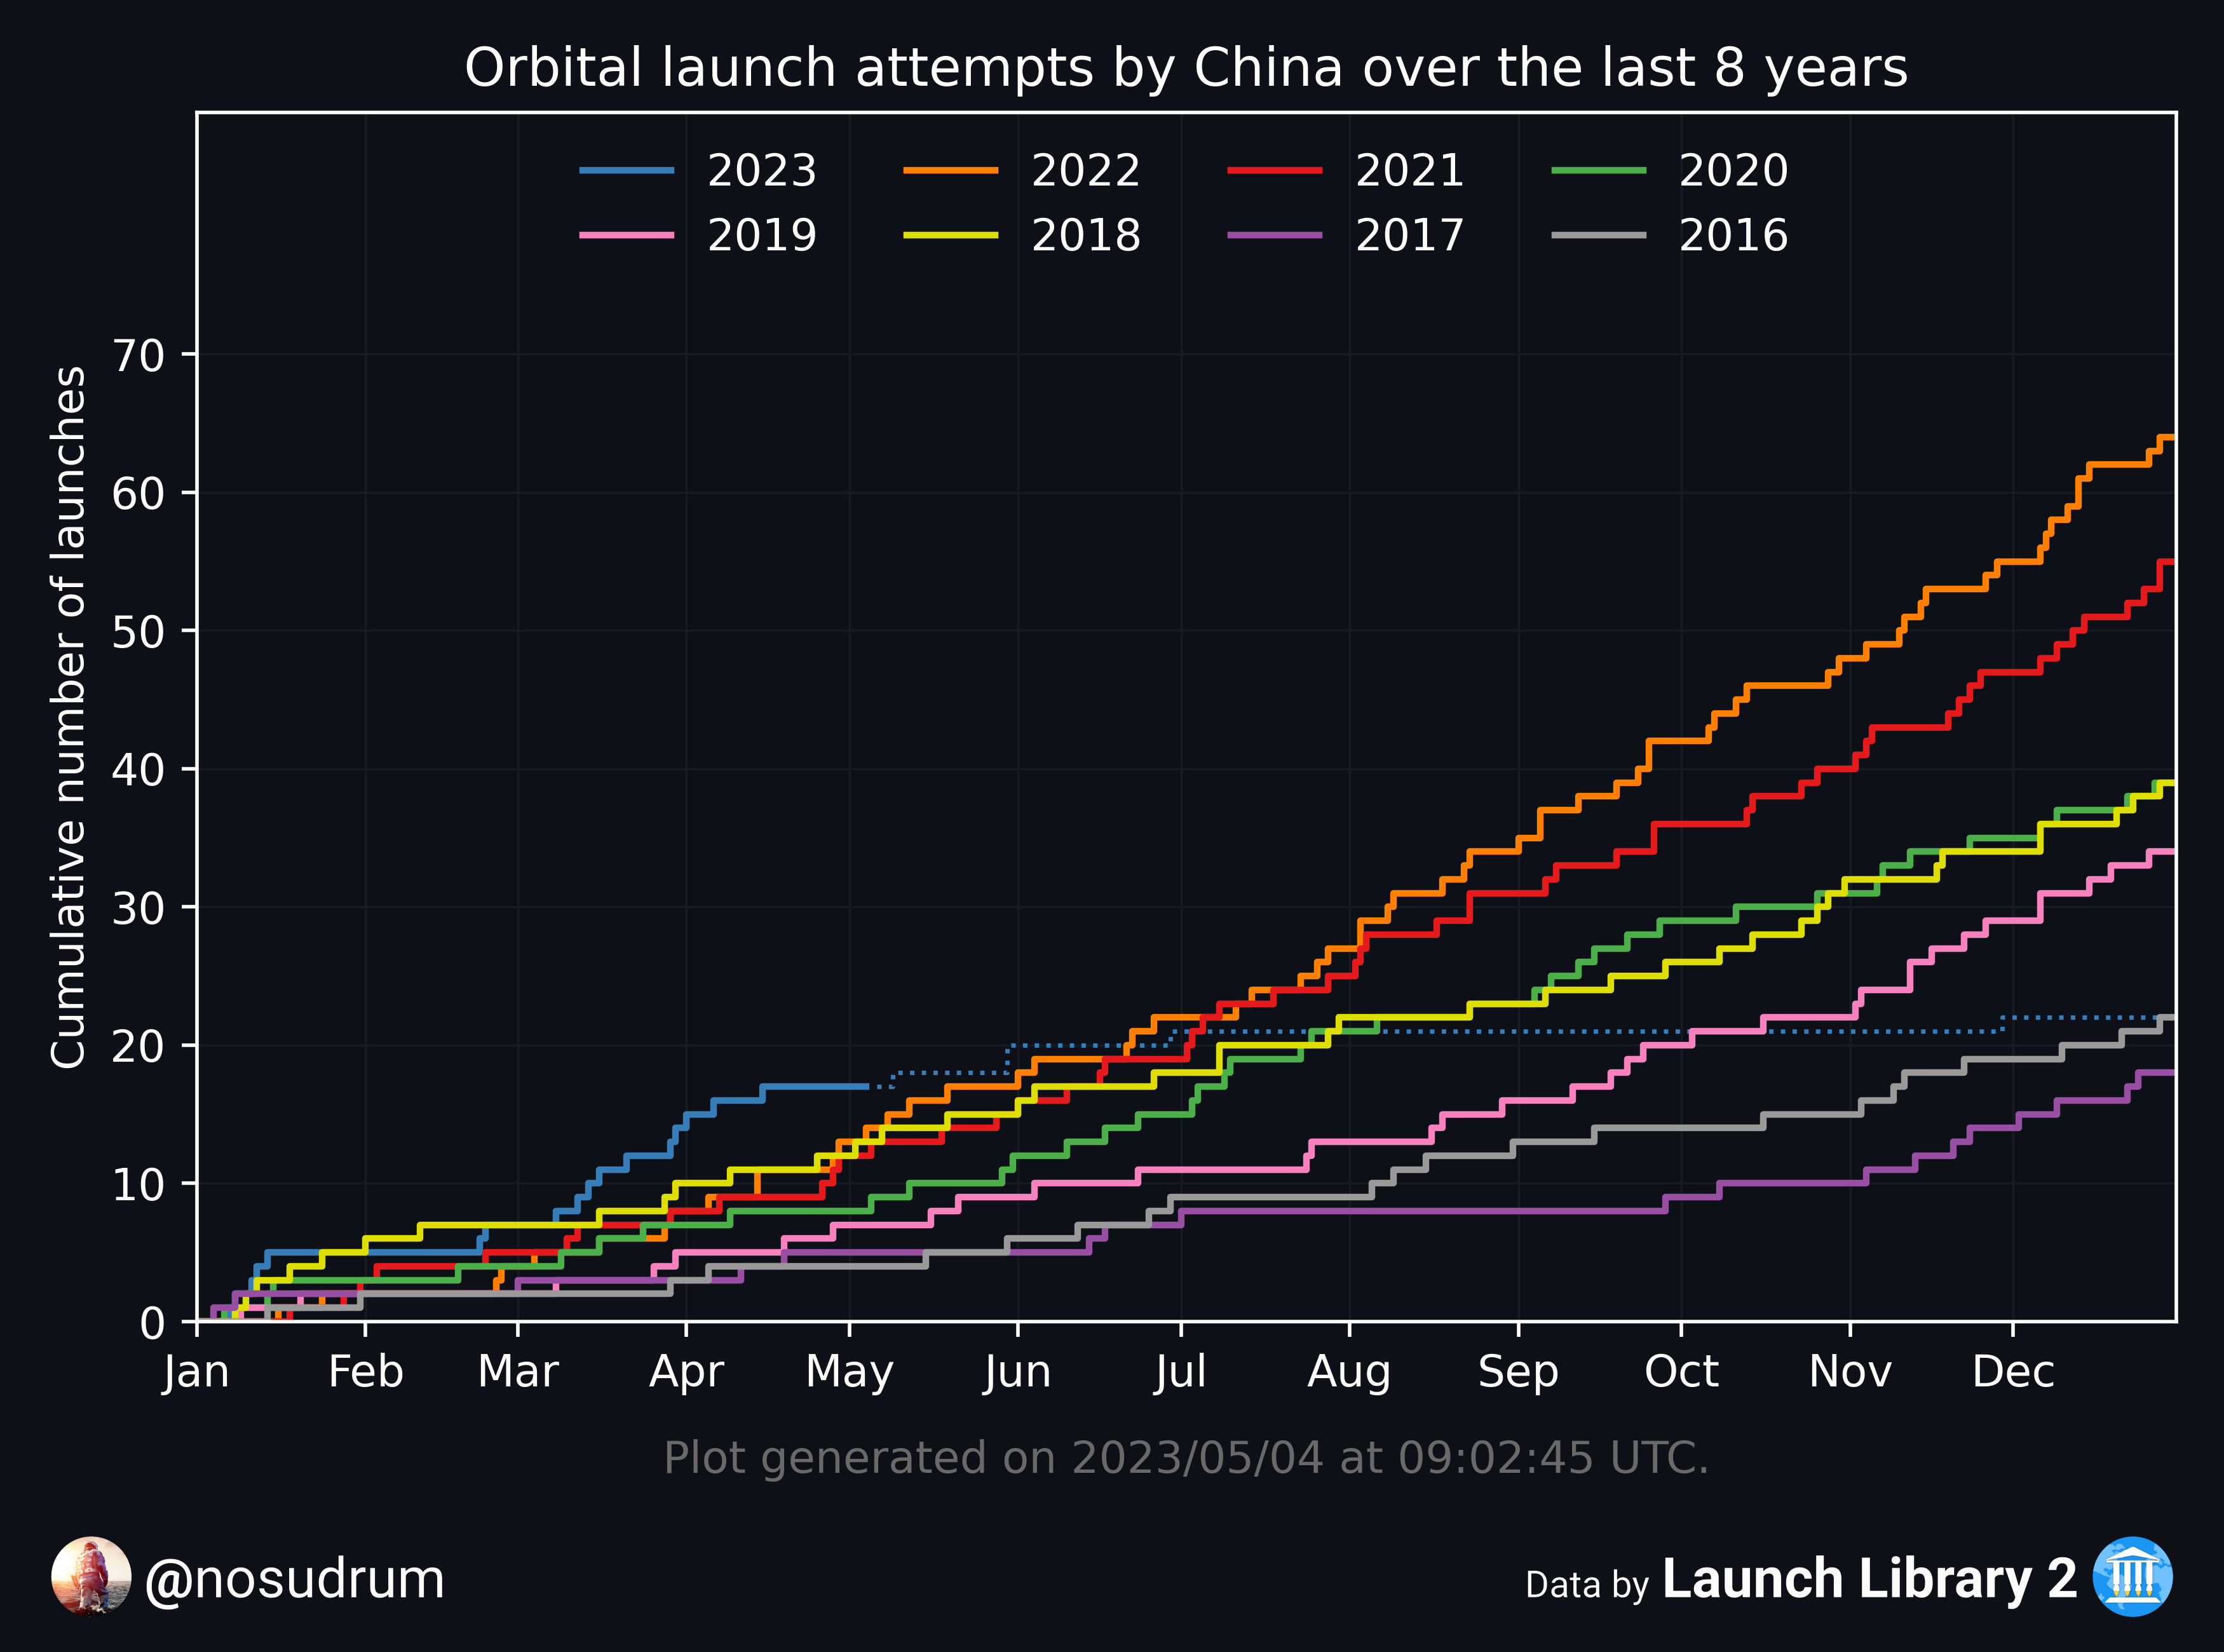 Orbital launch attempts by China over the last 8 years
2023 2022 2021 2020
2019 2018 2017 2016
Cumulative number of launches
70
60
50
40
30
20
10
0
Jan Feb Mar Apr May Jun Jul Aug Sep Oct Nov Dec
Plot generated on 2023/05/04 at 09:02:45 UTC.
@nosudrum
Data by Launch Library 2